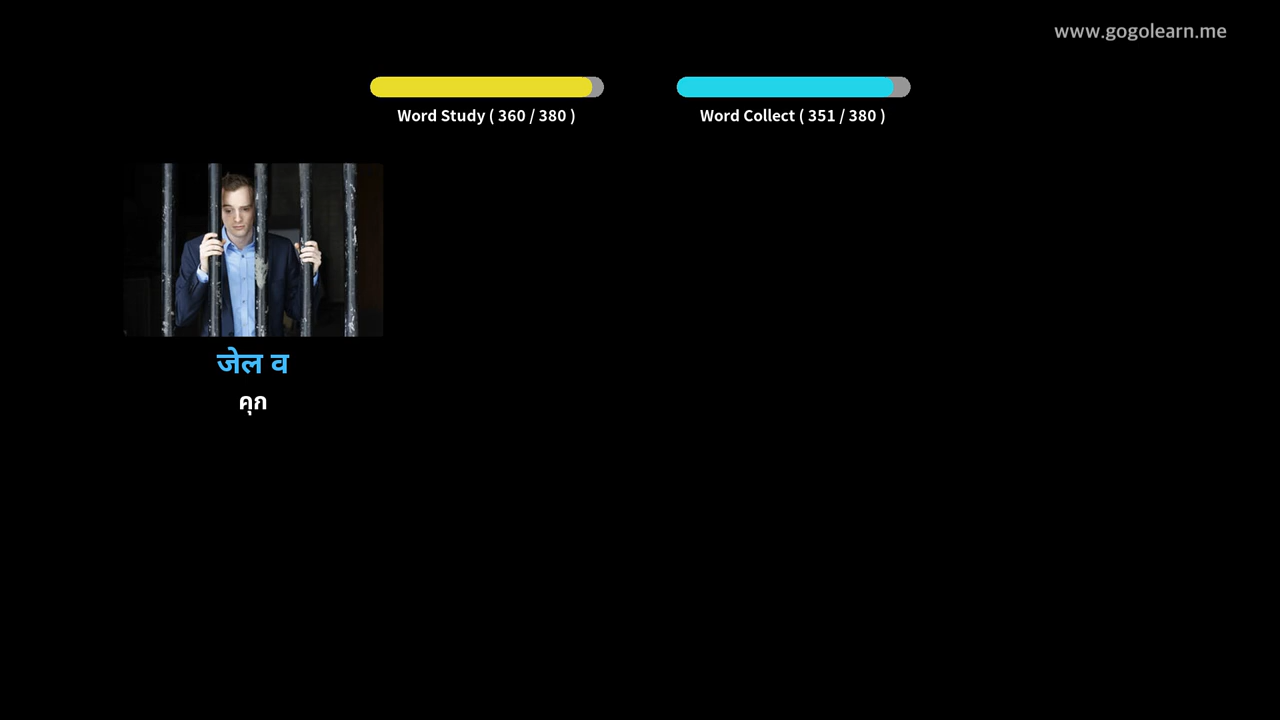 www.gogolearn.me
Word Study ( 360 / 380 )
Word Collect ( 351 / 380 )
जेल व
คุก